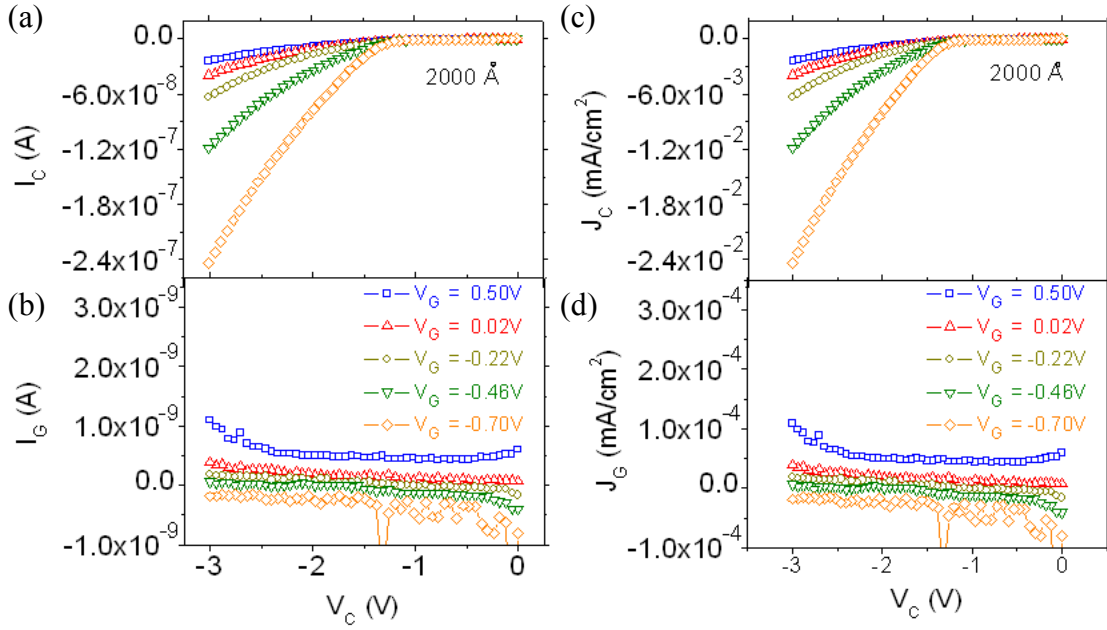 (a)
I_C (A)
0.0
-6.0x10⁻⁸
-1.2x10⁻⁷
-1.8x10⁻⁷
-2.4x10⁻⁷
2000 Å
(b)
I_G (A)
3.0x10⁻⁹
2.0x10⁻⁹
1.0x10⁻⁹
0.0
-1.0x10⁻⁹
V_G = 0.50V
V_G = 0.02V
V_G = -0.22V
V_G = -0.46V
V_G = -0.70V
-3 -2 -1 0
V_C (V)
(c)
J_C (mA/cm²)
0.0
-6.0x10⁻³
-1.2x10⁻²
-1.8x10⁻²
-2.4x10⁻²
2000 Å
(d)
J_G (mA/cm²)
3.0x10⁻⁴
2.0x10⁻⁴
1.0x10⁻⁴
0.0
-1.0x10⁻⁴
V_G = 0.50V
V_G = 0.02V
V_G = -0.22V
V_G = -0.46V
V_G = -0.70V
-3 -2 -1 0
V_C (V)